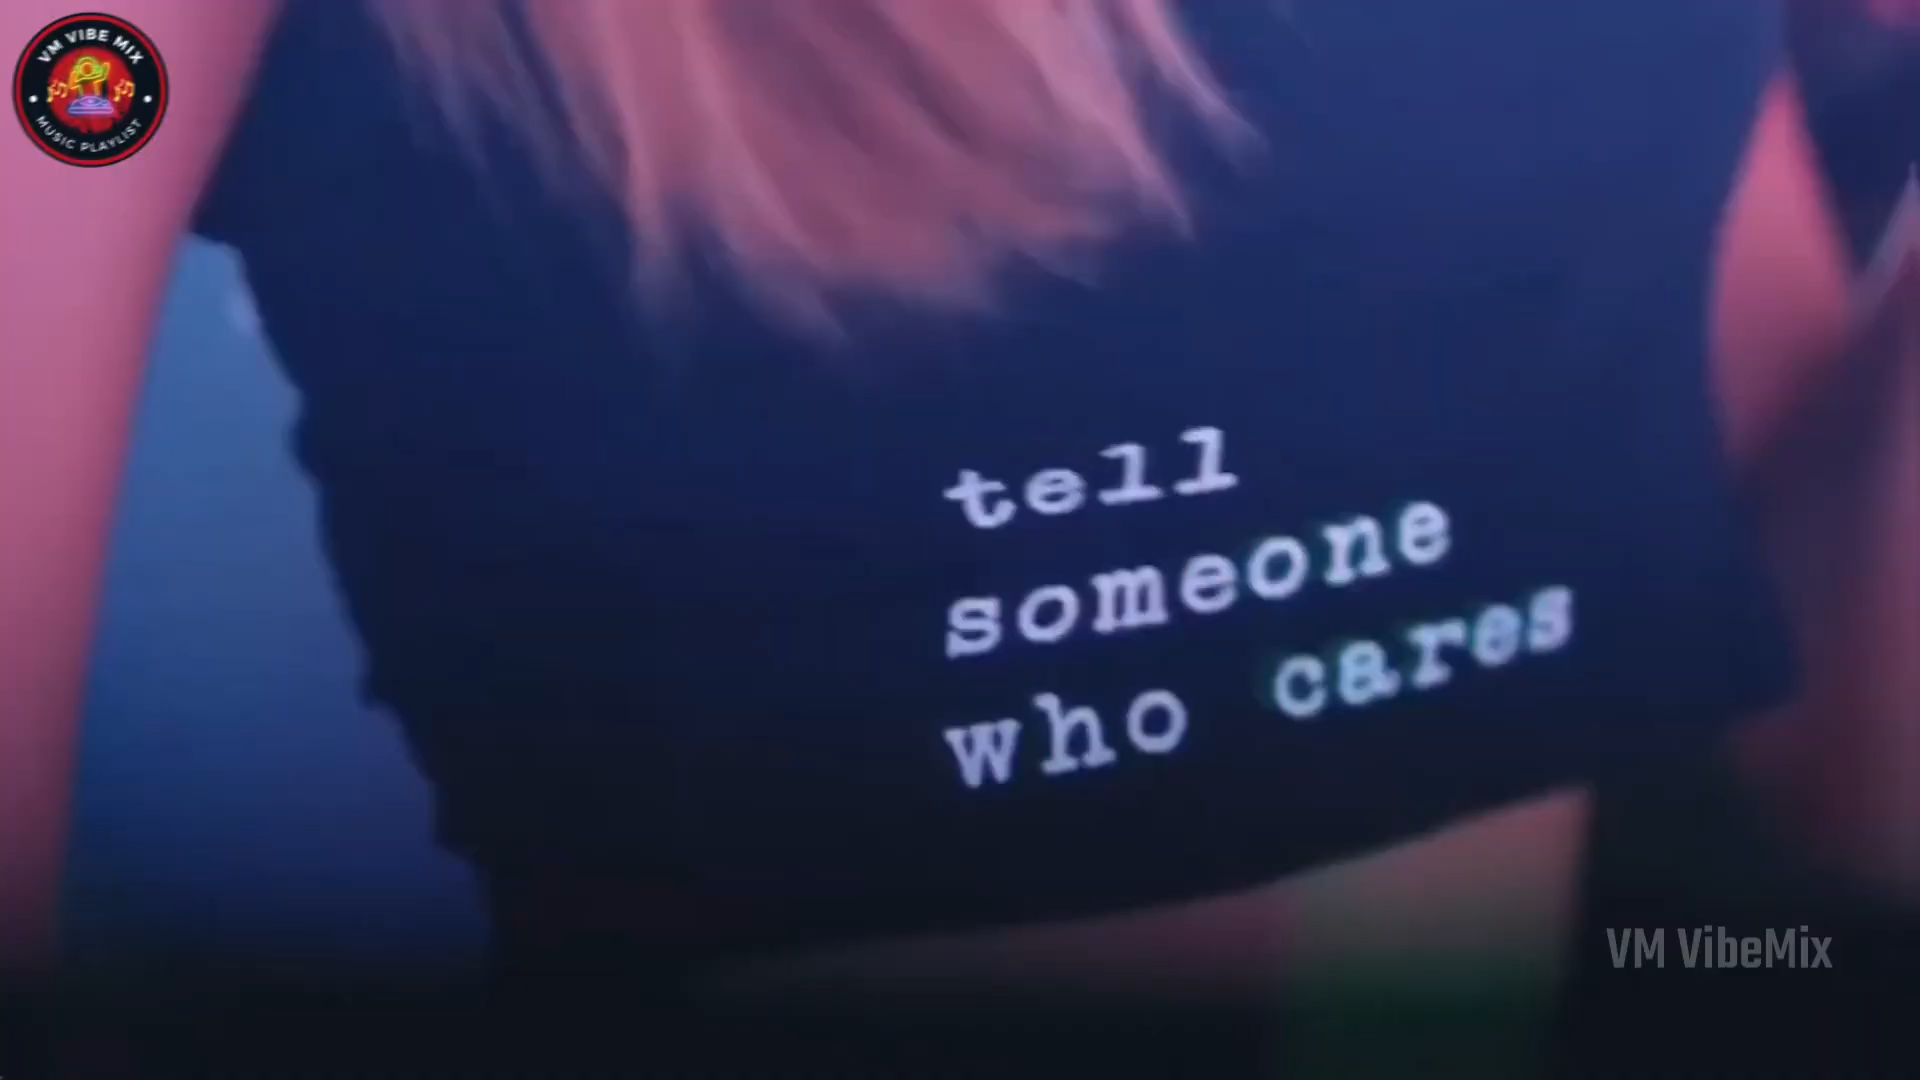 VM VIBE MIX
MUSIC PLAYLIST
tell
someone
who cares
VM VibeMix